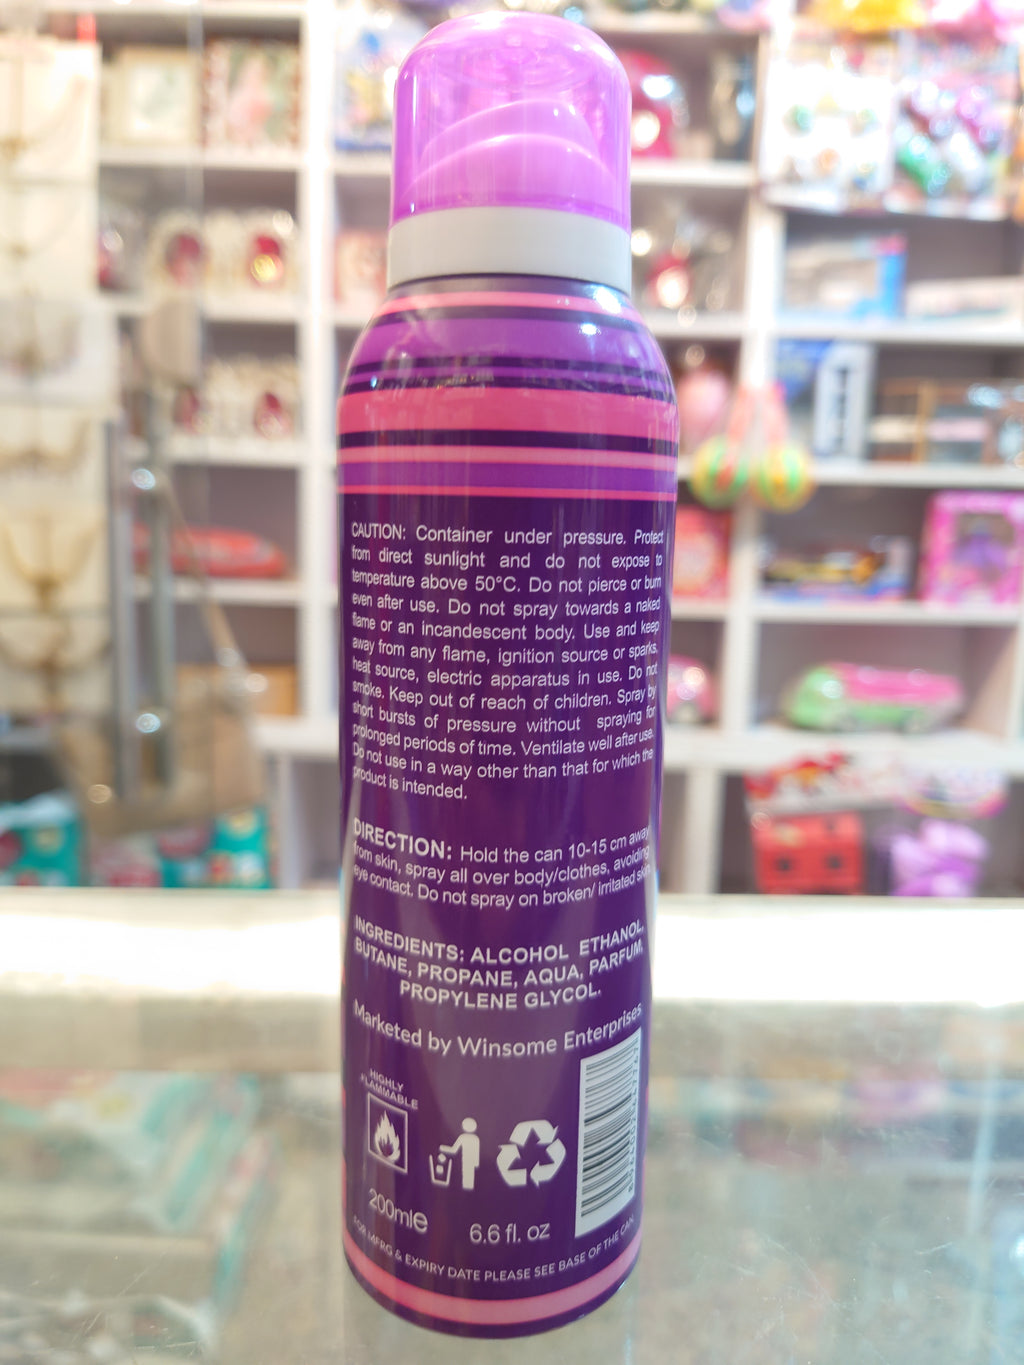 CAUTION: Container under pressure. Protect
from direct sunlight and do not expose to
temperature above 50°C. Do not pierce or burn
even after use. Do not spray towards a naked
flame or an incandescent body. Use and keep
away from any flame, ignition source or sparks,
heat source, electric apparatus in use. Do not
smoke. Keep out of reach of children. Spray by
short bursts of pressure without spraying for
prolonged periods of time. Ventilate well after use.
Do not use in a way other than that for which the
product is intended.
DIRECTION: Hold the can 10-15 cm away
from skin, spray all over body/clothes, avoiding
eye contact. Do not spray on broken/ irritated skin
INGREDIENTS: ALCOHOL ETHANOL,
BUTANE, PROPANE, AQUA, PARFUM,
PROPYLENE GLYCOL.
Marketed by Winsome Enterprises
HIGHLY
FLAMMABLE
200ml℮
6.6 fl. oz
FOR MFRG & EXPIRY DATE PLEASE SEE BASE OF THE CAN.